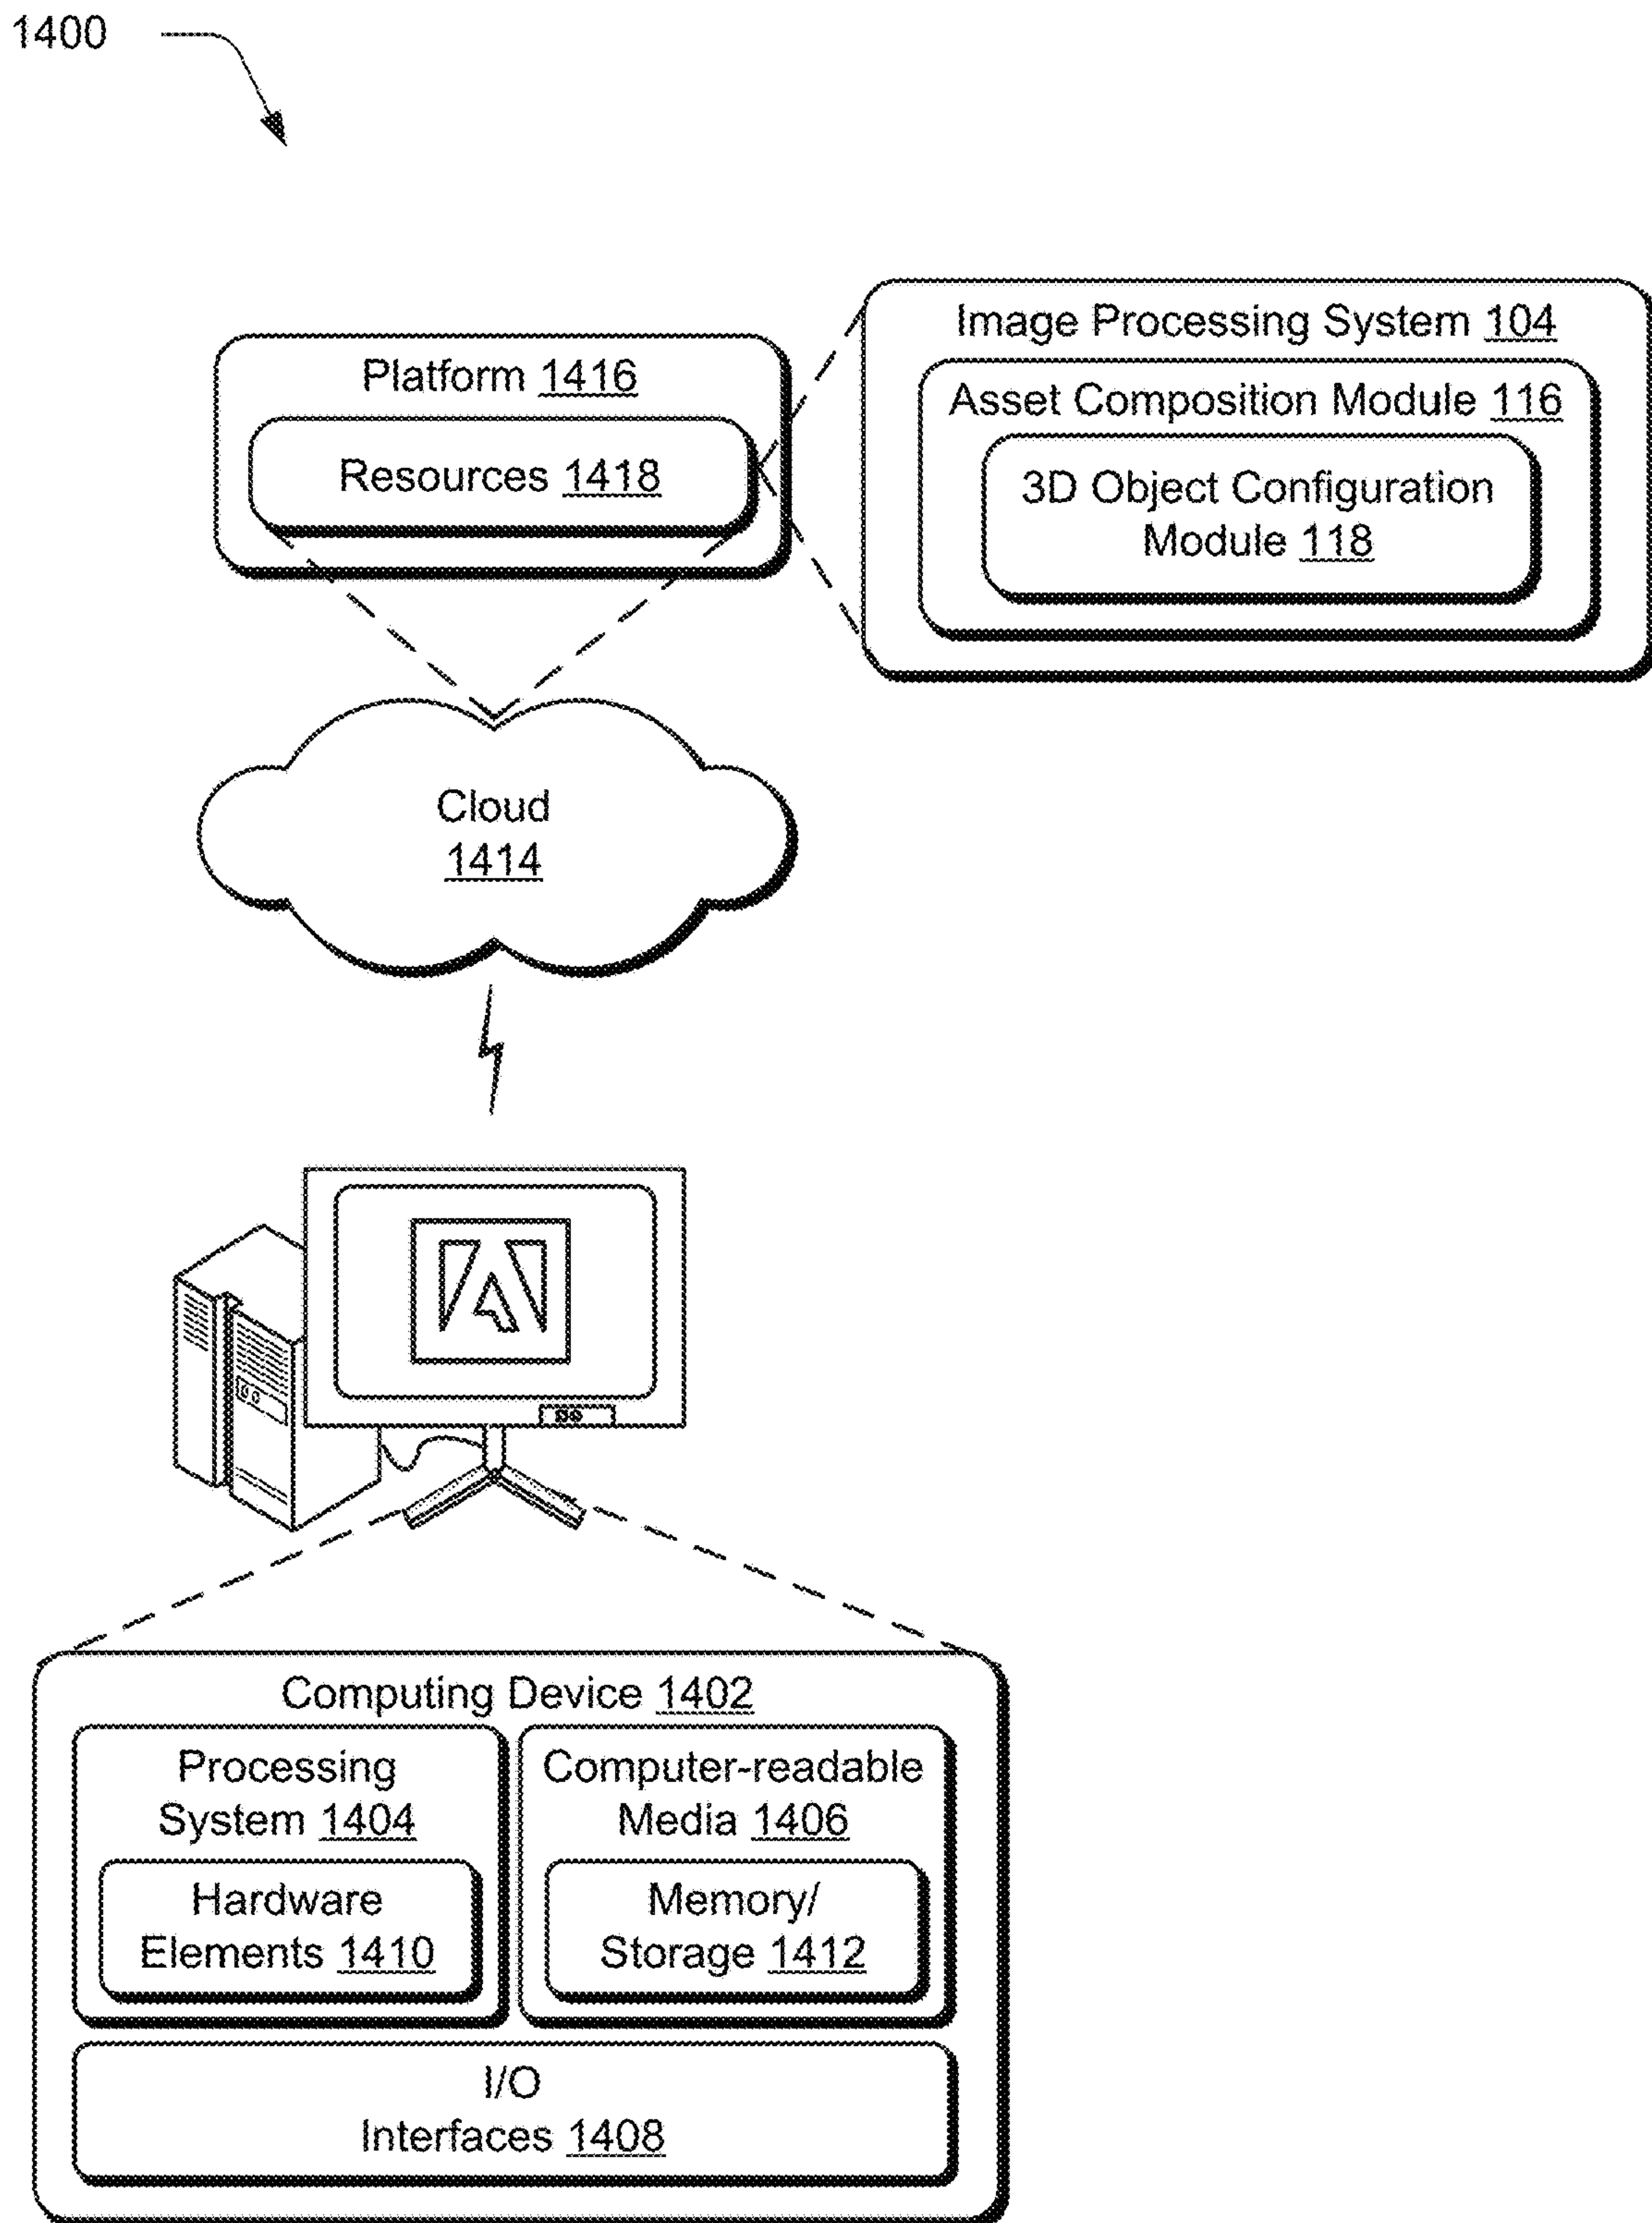 1400
Platform 1416
Resources 1418
Image Processing System 104
Asset Composition Module 116
3D Object Configuration
Module 118
Cloud
1414
Computing Device 1402
Processing
System 1404
Hardware
Elements 1410
Computer-readable
Media 1406
Memory/
Storage 1412
I/O
Interfaces 1408